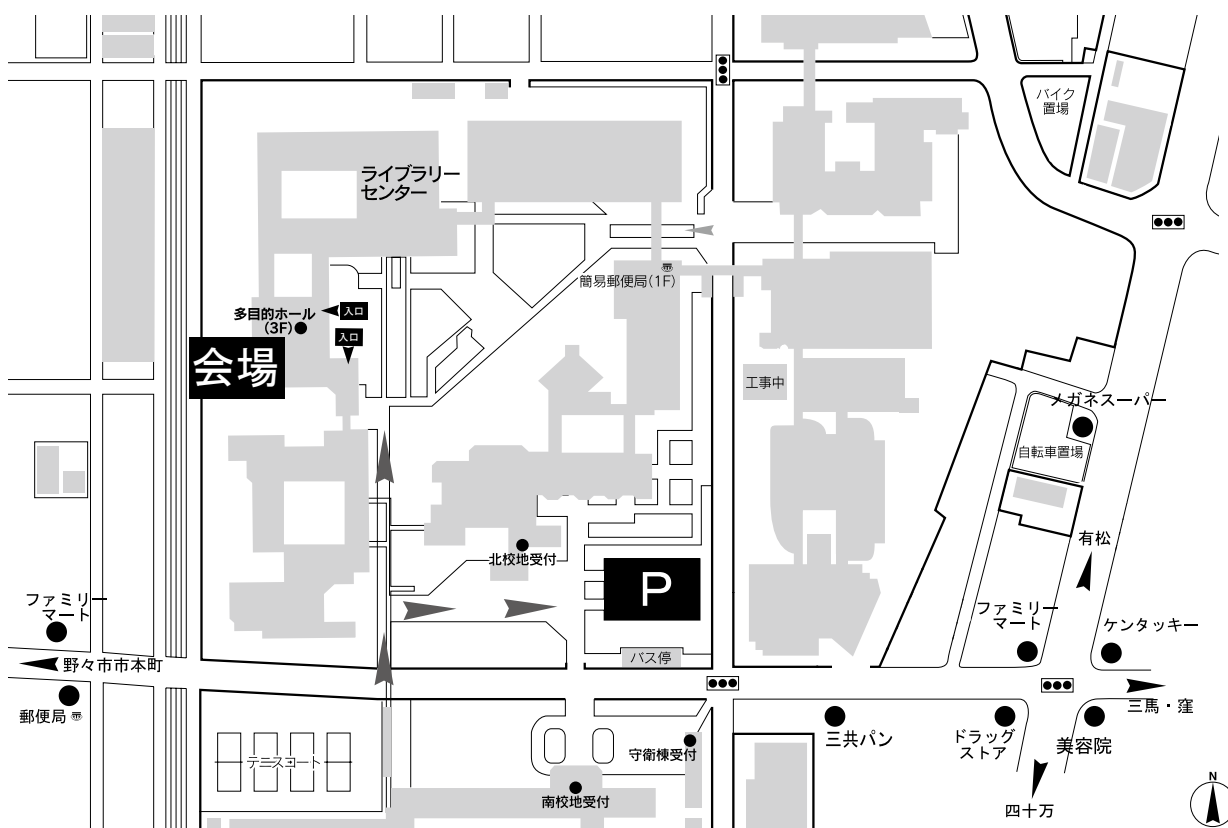 バイク
置場
ライブラリー
センター
簡易郵便局(1F)
多目的ホール
(3F)
入口
入口
会場
工事中
メガネスーパー
自転車置場
有松
北校地受付
P
ファミリー
マート
ファミリー
マート
ケンタッキー
バス停
野々市市本町
郵便局
三馬・窪
三共パン
ドラッグ
ストア
美容院
テニスコート
守衛棟受付
南校地受付
四十万
N